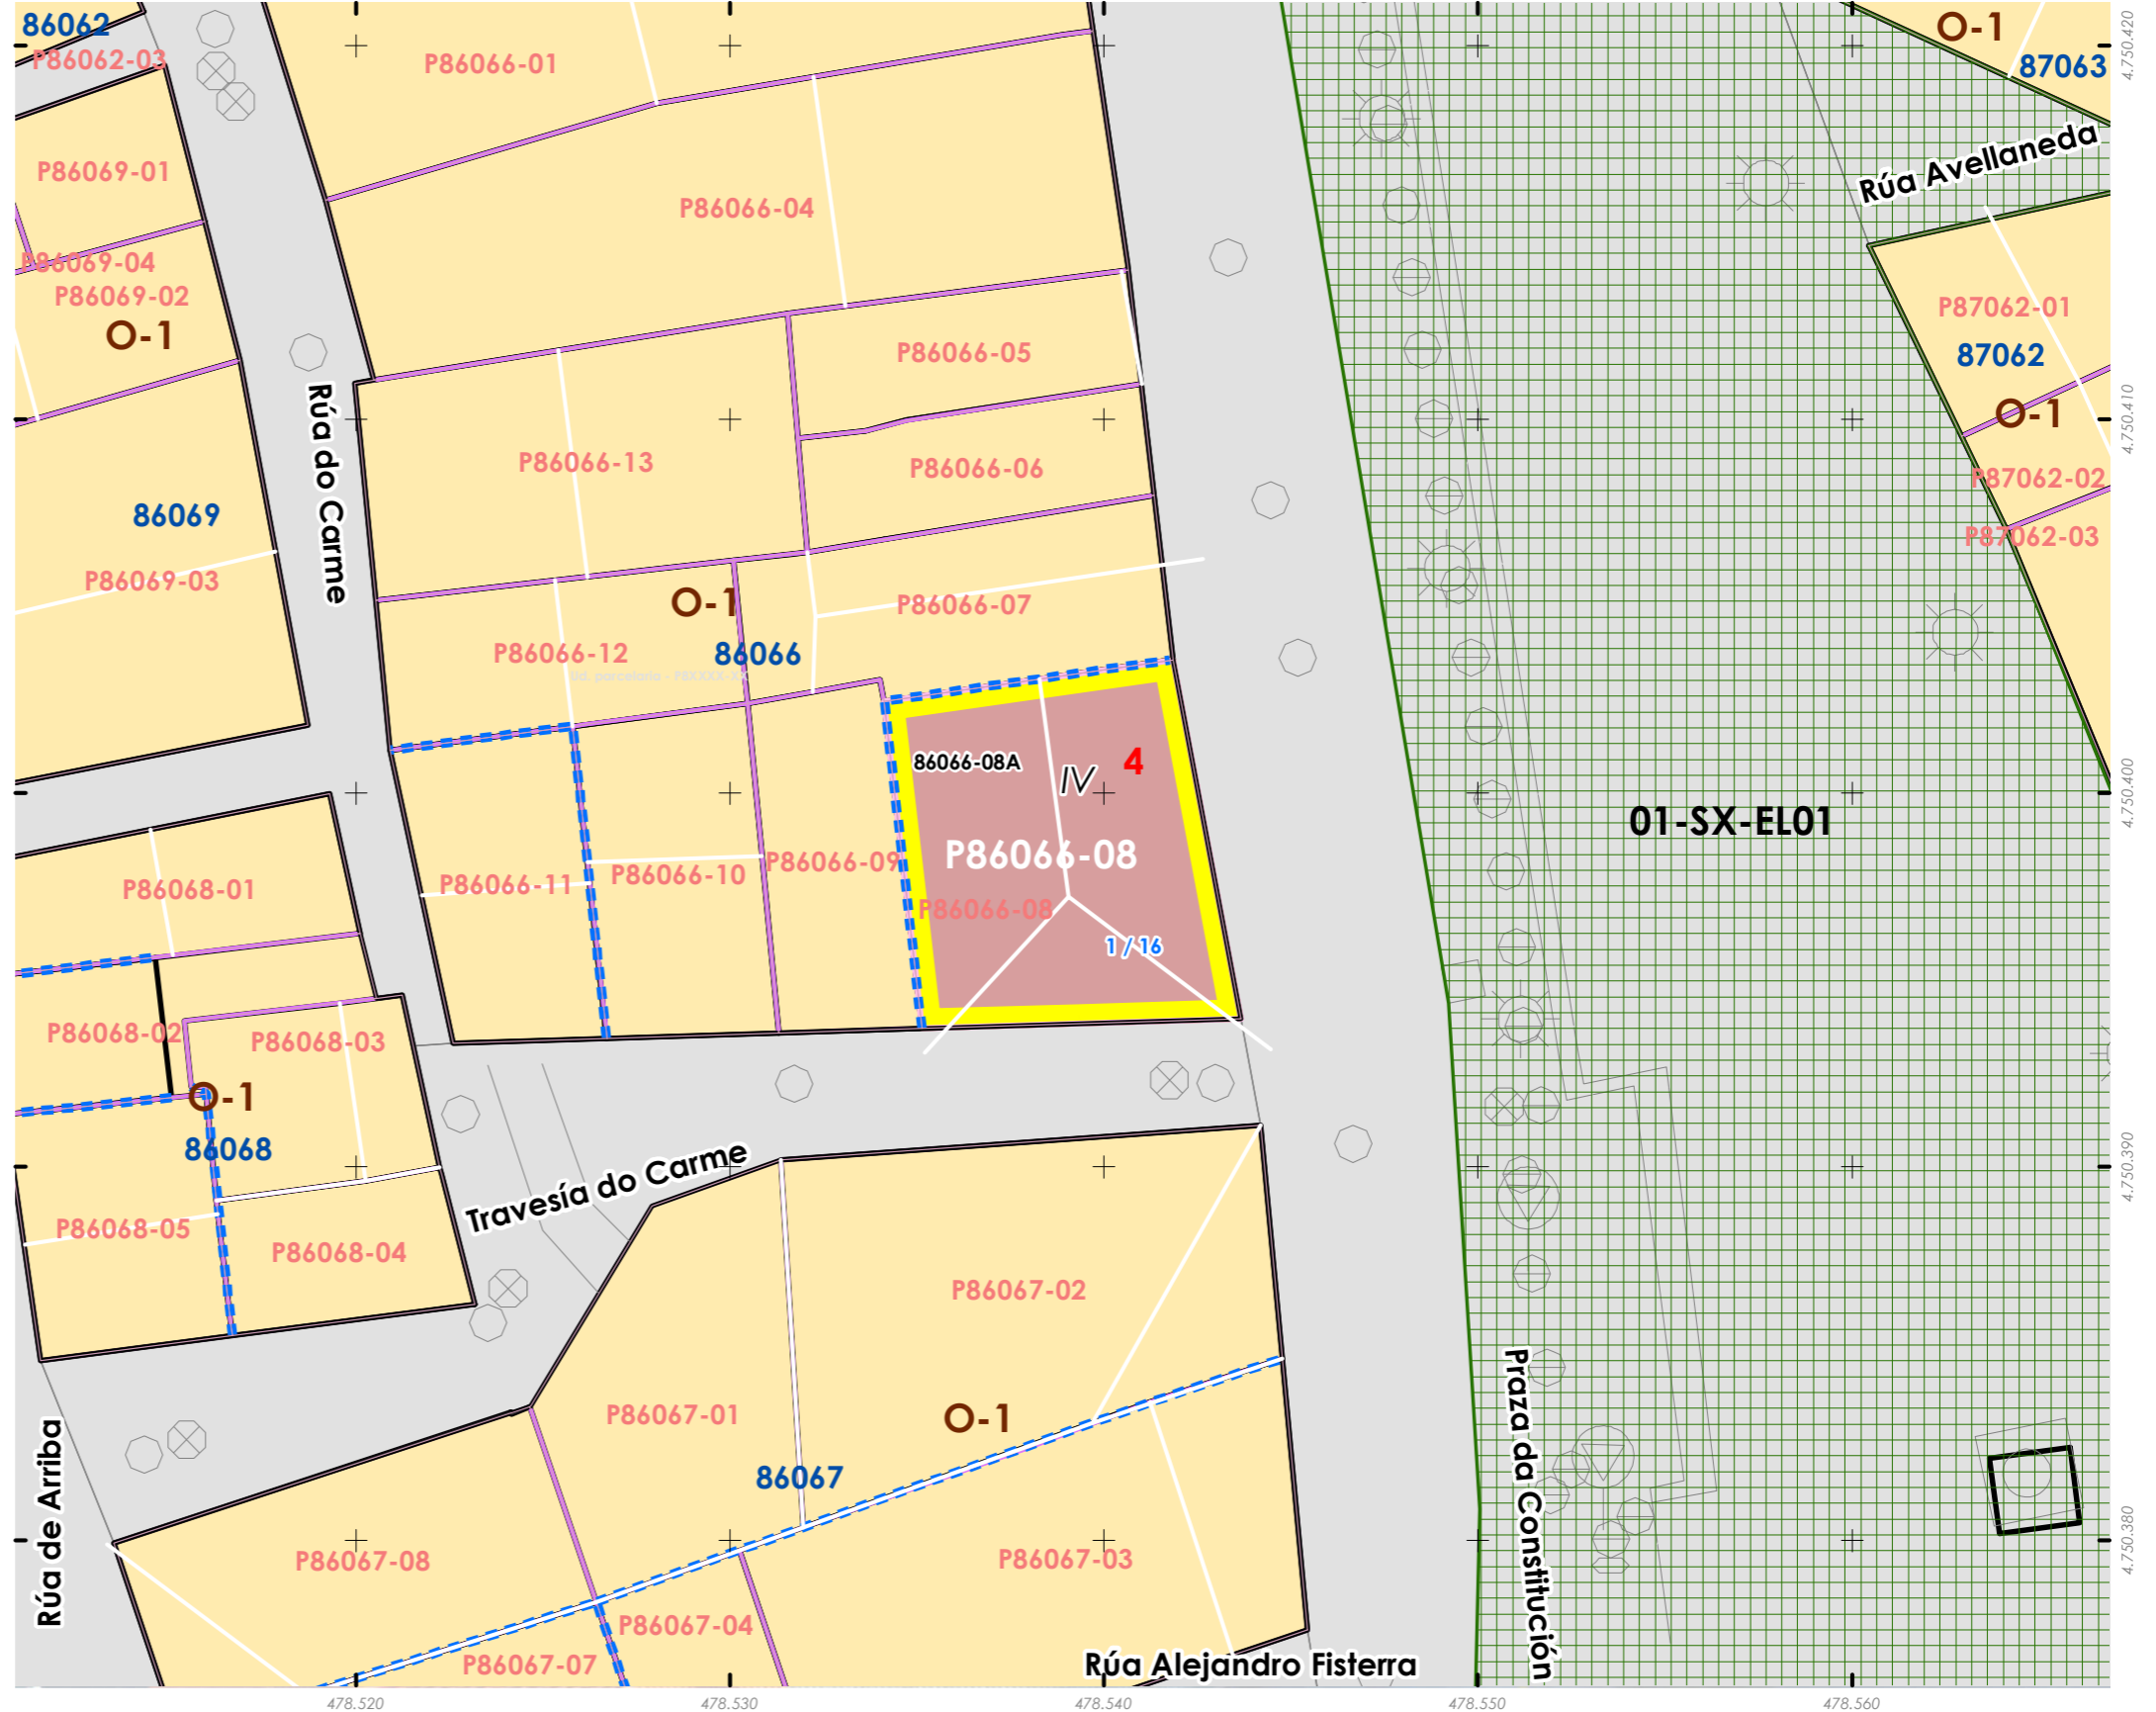 86062
P86062-03
P86066-01
O-1
87063
4.750.420
Rúa Avellaneda
P86069-01
P86066-04
P86069-04
P86069-02
O-1
P86066-05
P87062-01
87062
O-1
4.750.410
Rúa do Carme
P86066-13
P86066-06
P87062-02
86069
P87062-03
P86069-03
O-1
P86066-07
P86066-12
86066
Ud. parcelaria - P8XXXX-XX
86066-08A
IV
4
4.750.400
01-SX-EL01
P86066-08
P86066-09
P86066-10
P86066-11
P86068-01
P86066-08
1 / 16
P86068-02
P86068-03
O-1
86068
Travesía do Carme
4.750.390
P86068-05
P86068-04
P86067-02
P86067-01
O-1
86067
Praza da Constitución
Rúa de Arriba
P86067-08
P86067-03
4.750.380
P86067-04
P86067-07
Rúa Alejandro Fisterra
478.520
478.530
478.540
478.550
478.560